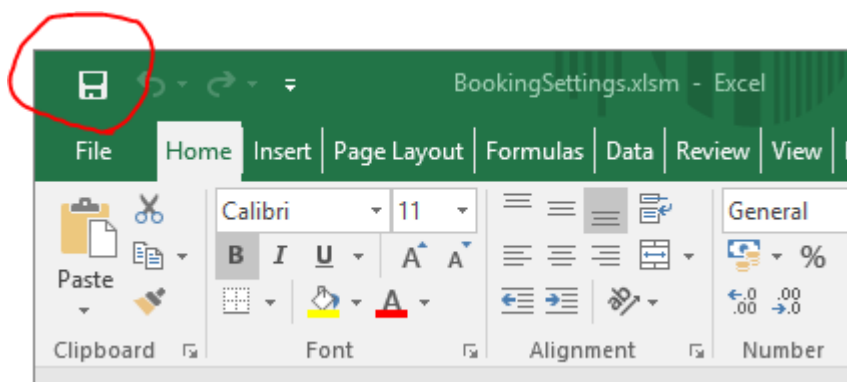 BookingSettings.xlsm - Excel
File Home Insert Page Layout Formulas Data Review View
Calibri 11 General
B I U A A %
Paste
A .0 .00
.00 .0
Clipboard Font Alignment Number